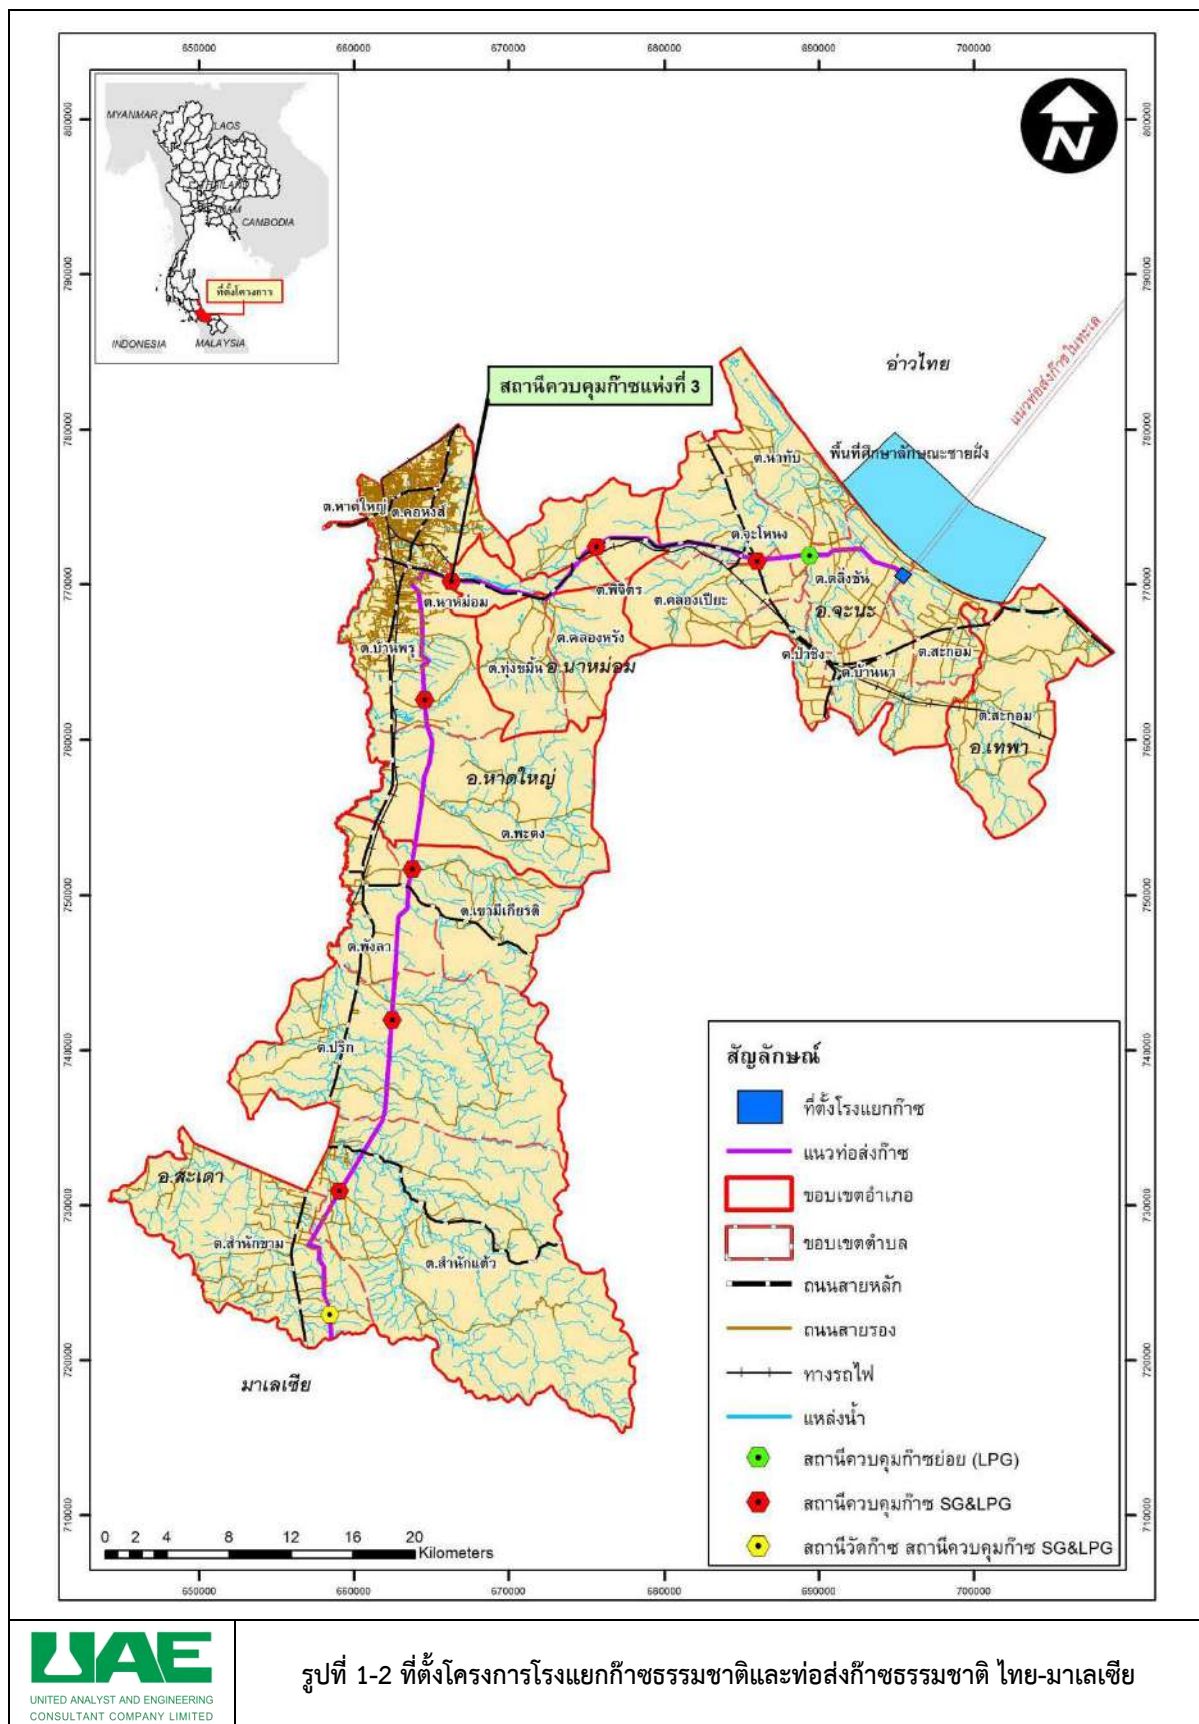 650000 660000 670000 680000 690000 700000
800000 800000
790000 790000
780000 780000
770000 770000
760000 760000
750000 750000
740000 740000
730000 730000
720000 720000
710000 710000
MYANMAR
LAOS
THAILAND
CAMBODIA
ที่ตั้งโครงการ
INDONESIA
MALAYSIA
N
สถานีควบคุมก๊าซแห่งที่ 3
อ่าวไทย
แนวท่อส่งก๊าซในทะเล
พื้นที่ศึกษาลักษณะชายฝั่ง
ต.นาทับ
ต.หาดใหญ่
ต.คอหงส์
ต.จะโหนง
ต.ตลิ่งชัน
ต.พิจิตร
ต.คลองเปียะ
ต.นาหม่อม
อ.จะนะ
ต.คลองหรัง
ต.บ้านพรุ
ต.ทุ่งขมิ้น
อ.นาหม่อม
ต.ป่าชิง
ต.บ้านนา
ต.สะกอม
ต.สะกอม
อ.เทพา
อ.หาดใหญ่
ต.พะตง
ต.เขามีเกียรติ
ต.พังลา
ต.ปริก
อ.สะเดา
ต.สำนักขาม
ต.สำนักแต้ว
มาเลเซีย
สัญลักษณ์
ที่ตั้งโรงแยกก๊าซ
แนวท่อส่งก๊าซ
ขอบเขตอำเภอ
ขอบเขตตำบล
ถนนสายหลัก
ถนนสายรอง
ทางรถไฟ
แหล่งน้ำ
สถานีควบคุมก๊าซย่อย (LPG)
สถานีควบคุมก๊าซ SG&LPG
สถานีวัดก๊าซ สถานีควบคุมก๊าซ SG&LPG
0 2 4 8 12 16 20
Kilometers
650000 660000 670000 680000 690000 700000
UAE
UNITED ANALYST AND ENGINEERING
CONSULTANT COMPANY LIMITED
รูปที่ 1-2 ที่ตั้งโครงการโรงแยกก๊าซธรรมชาติและท่อส่งก๊าซธรรมชาติ ไทย-มาเลเซีย